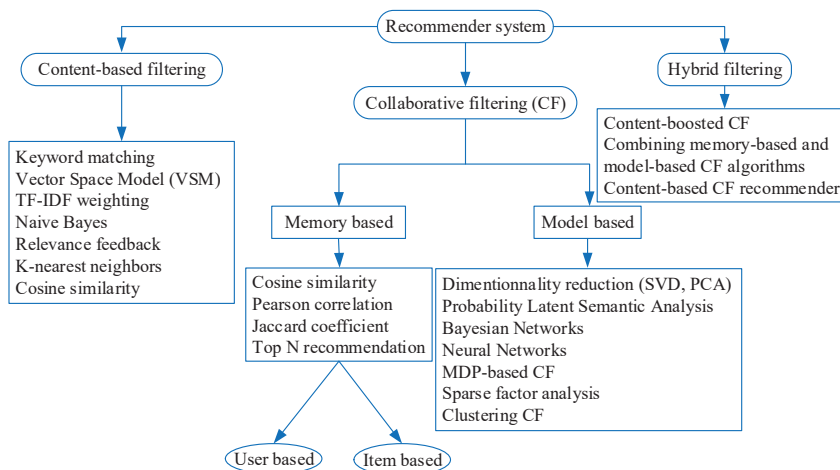 Recommender system
Content-based filtering
Hybrid filtering
Collaborative filtering (CF)
Keyword matching
Vector Space Model (VSM)
TF-IDF weighting
Naive Bayes
Relevance feedback
K-nearest neighbors
Cosine similarity
Content-boosted CF
Combining memory-based and
model-based CF algorithms
Content-based CF recommender
Memory based
Model based
Cosine similarity
Pearson correlation
Jaccard coefficient
Top N recommendation
Dimentionnality reduction (SVD, PCA)
Probability Latent Semantic Analysis
Bayesian Networks
Neural Networks
MDP-based CF
Sparse factor analysis
Clustering CF
User based
Item based